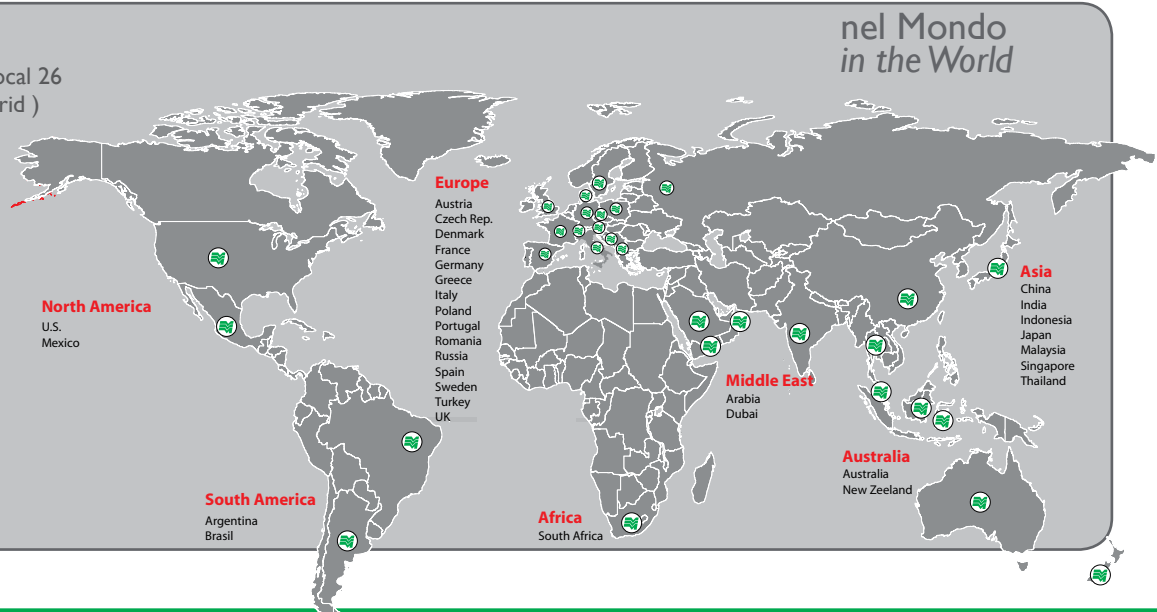 nel Mondo
in the World
ocal 26
rid )
Europe
Austria
Czech Rep.
Denmark
France
Germany
Greece
Italy
Poland
Portugal
Romania
Russia
Spain
Sweden
Turkey
UK
North America
U.S.
Mexico
Asia
China
India
Indonesia
Japan
Malaysia
Singapore
Thailand
Middle East
Arabia
Dubai
Australia
Australia
New Zeeland
South America
Argentina
Brasil
Africa
South Africa